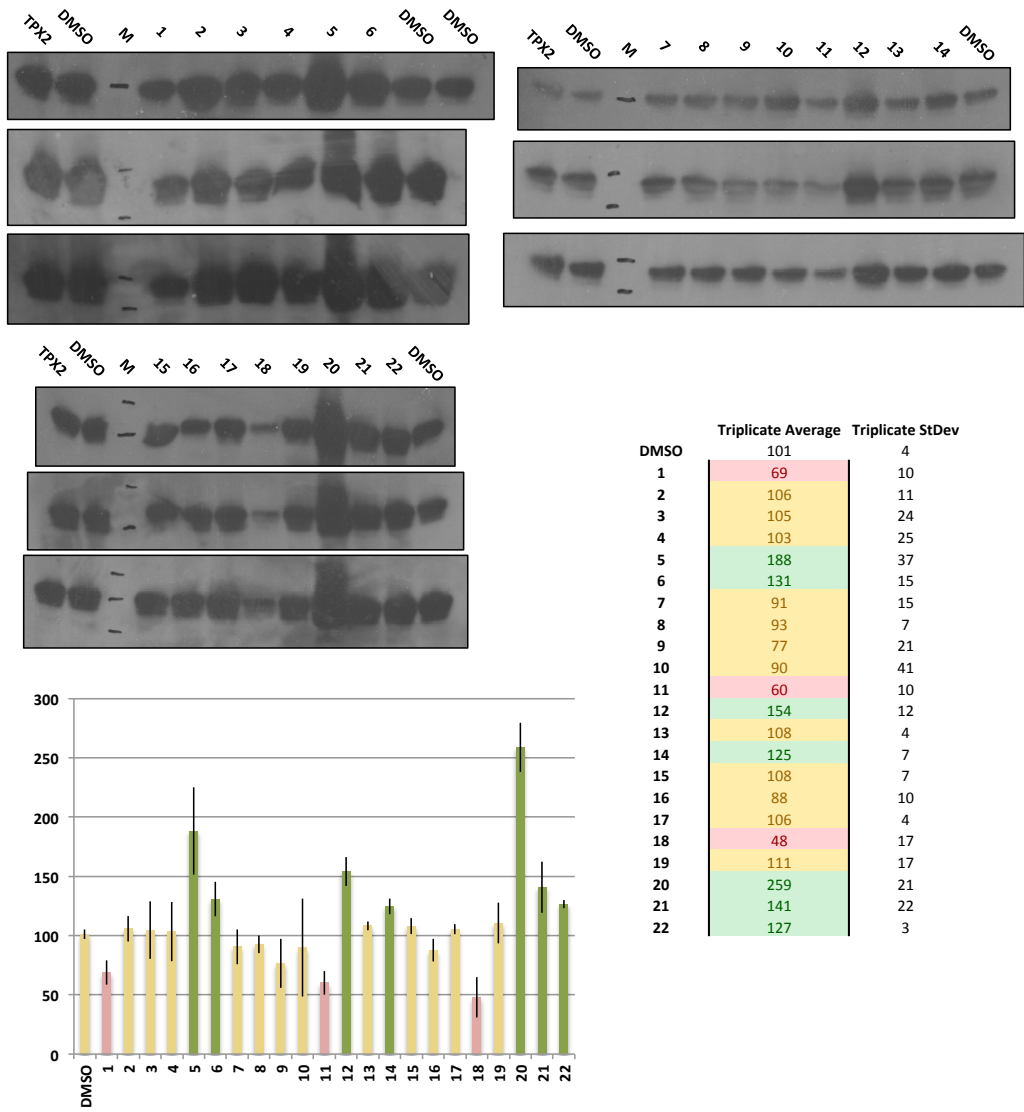 TPX2 DMSO M 1 2 3 4 5 6 DMSO DMSO
TPX2 DMSO M 7 8 9 10 11 12 13 14 DMSO
TPX2 DMSO M 15 16 17 18 19 20 21 22 DMSO
Triplicate Average Triplicate StDev
DMSO 101 4
1 69 10
2 106 11
3 105 24
4 103 25
5 188 37
6 131 15
7 91 15
8 93 7
9 77 21
10 90 41
11 60 10
12 154 12
13 108 4
14 125 7
15 108 7
16 88 10
17 106 4
18 48 17
19 111 17
20 259 21
21 141 22
22 127 3
300
250
200
150
100
50
0
DMSO 1 2 3 4 5 6 7 8 9 10 11 12 13 14 15 16 17 18 19 20 21 22